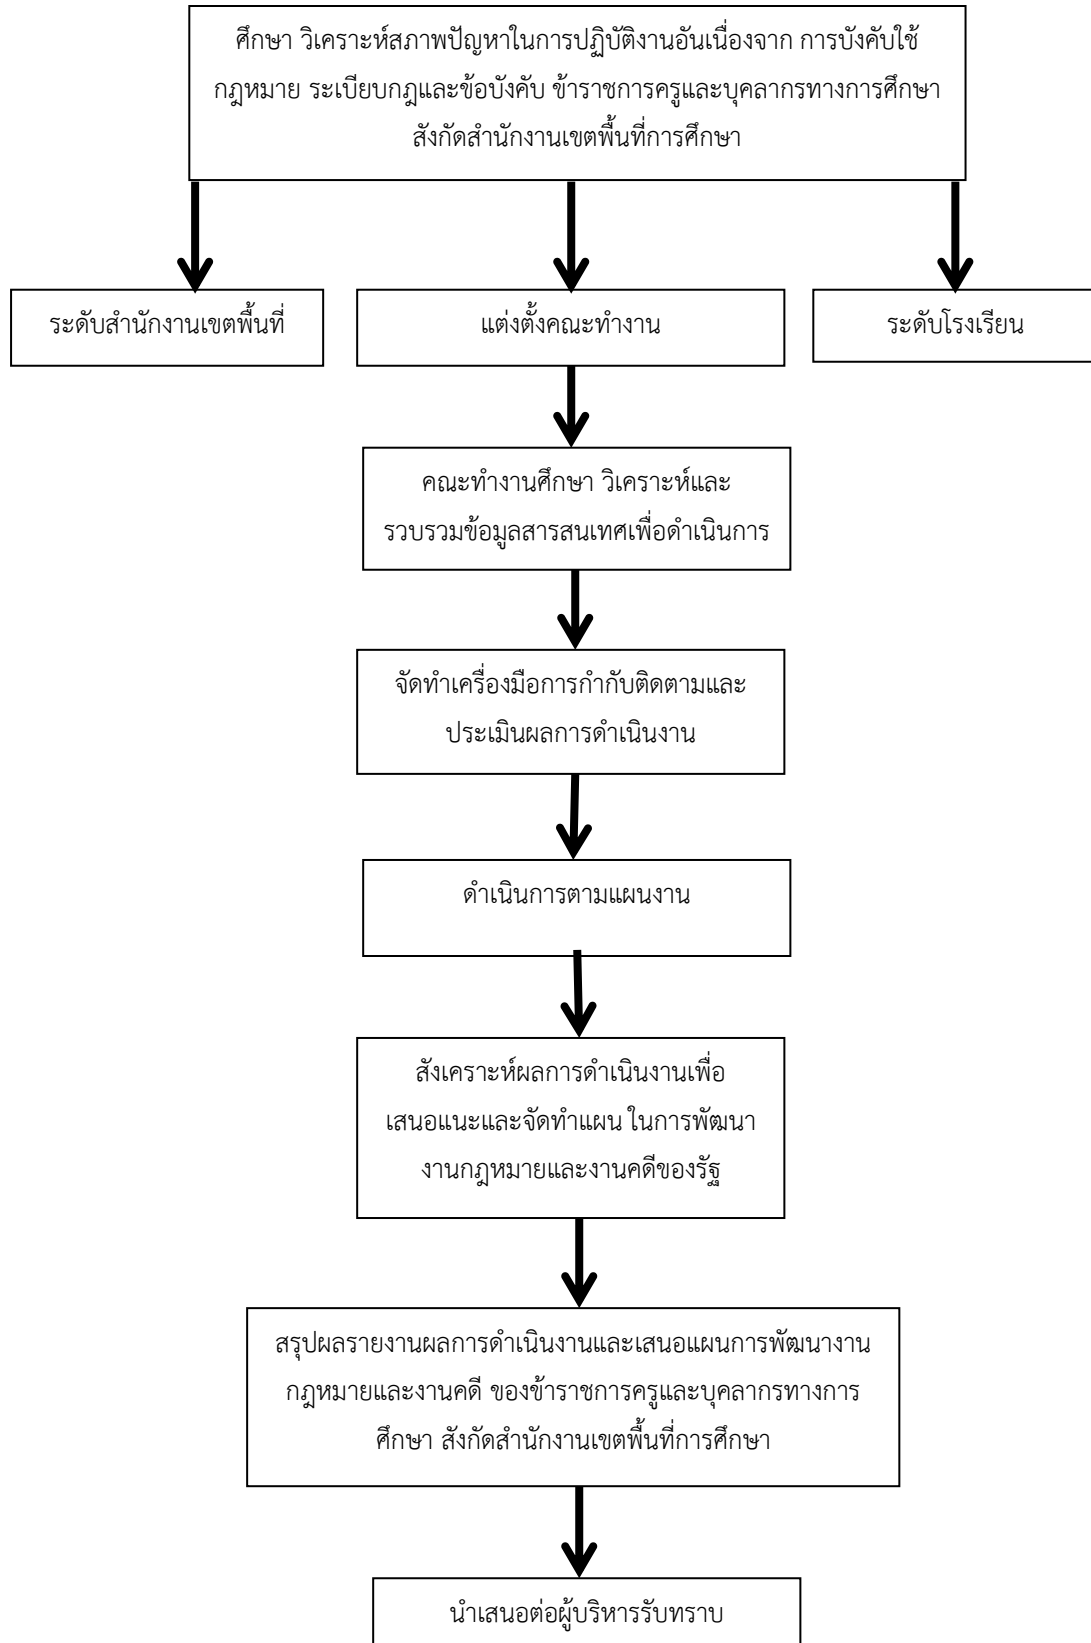 ศึกษา วิเคราะห์สภาพปัญหาในการปฏิบัติงานอันเนื่องจาก การบังคับใช้
กฎหมาย ระเบียบกฎและข้อบังคับ ข้าราชการครูและบุคลากรทางการศึกษา
สังกัดสำนักงานเขตพื้นที่การศึกษา
ระดับสำนักงานเขตพื้นที่
แต่งตั้งคณะทำงาน
ระดับโรงเรียน
คณะทำงานศึกษา วิเคราะห์และ
รวบรวมข้อมูลสารสนเทศเพื่อดำเนินการ
จัดทำเครื่องมือการกำกับติดตามและ
ประเมินผลการดำเนินงาน
ดำเนินการตามแผนงาน
สังเคราะห์ผลการดำเนินงานเพื่อ
เสนอแนะและจัดทำแผน ในการพัฒนา
งานกฎหมายและงานคดีของรัฐ
สรุปผลรายงานผลการดำเนินงานและเสนอแผนการพัฒนางาน
กฎหมายและงานคดี ของข้าราชการครูและบุคลากรทางการ
ศึกษา สังกัดสำนักงานเขตพื้นที่การศึกษา
นำเสนอต่อผู้บริหารรับทราบ